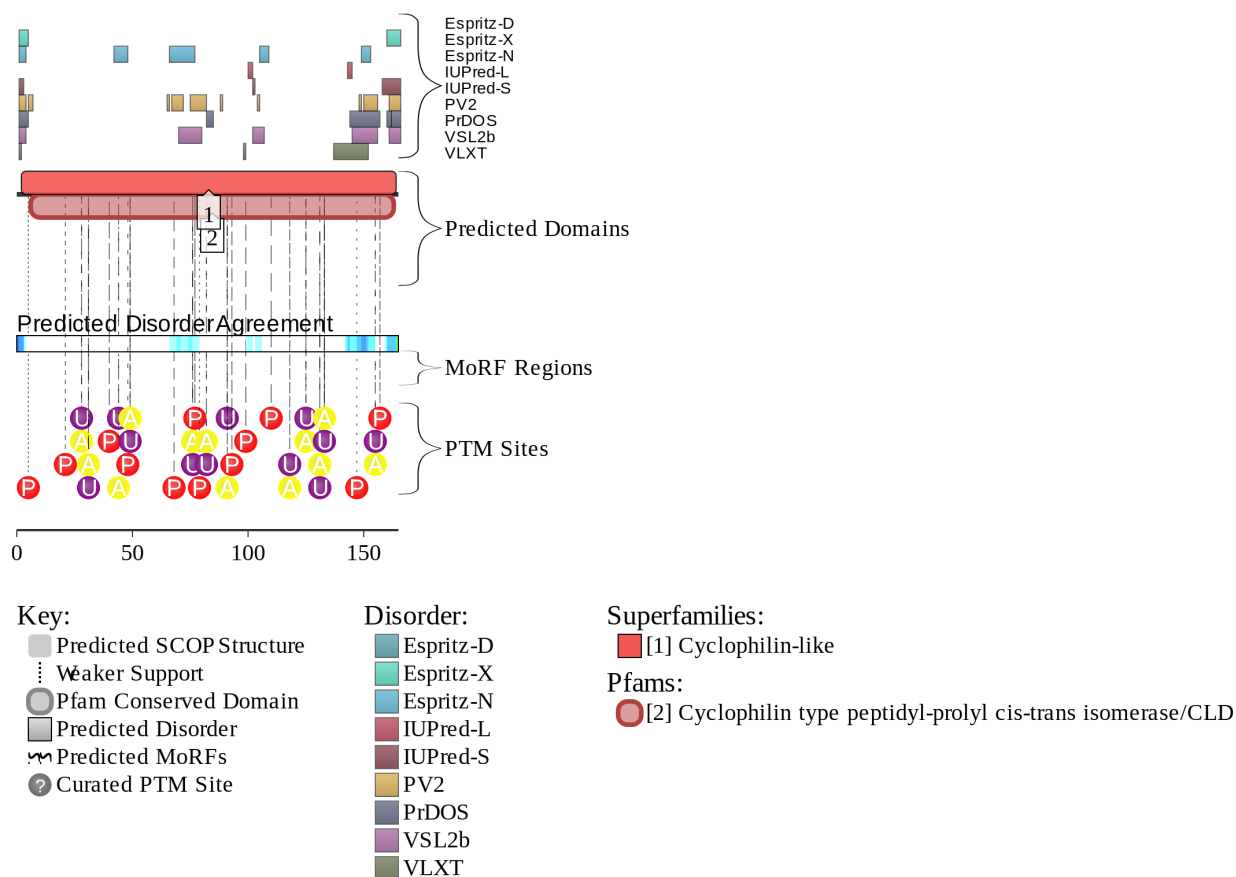 Espritz-D
Espritz-X
Espritz-N
IUPred-L
IUPred-S
PV2
PrDOS
VSL2b
VLXT
1
2
Predicted Domains
Predicted Disorder Agreement
MoRF Regions
U U A P U P U A P
A P U A A P A U U
P A P U U P U A A
P U A P P A A U P
PTM Sites
0 50 100 150
Key:
Predicted SCOP Structure
Weaker Support
Pfam Conserved Domain
Predicted Disorder
Predicted MoRFs
? Curated PTM Site
Disorder:
Espritz-D
Espritz-X
Espritz-N
IUPred-L
IUPred-S
PV2
PrDOS
VSL2b
VLXT
Superfamilies:
[1] Cyclophilin-like
Pfams:
[2] Cyclophilin type peptidyl-prolyl cis-trans isomerase/CLD